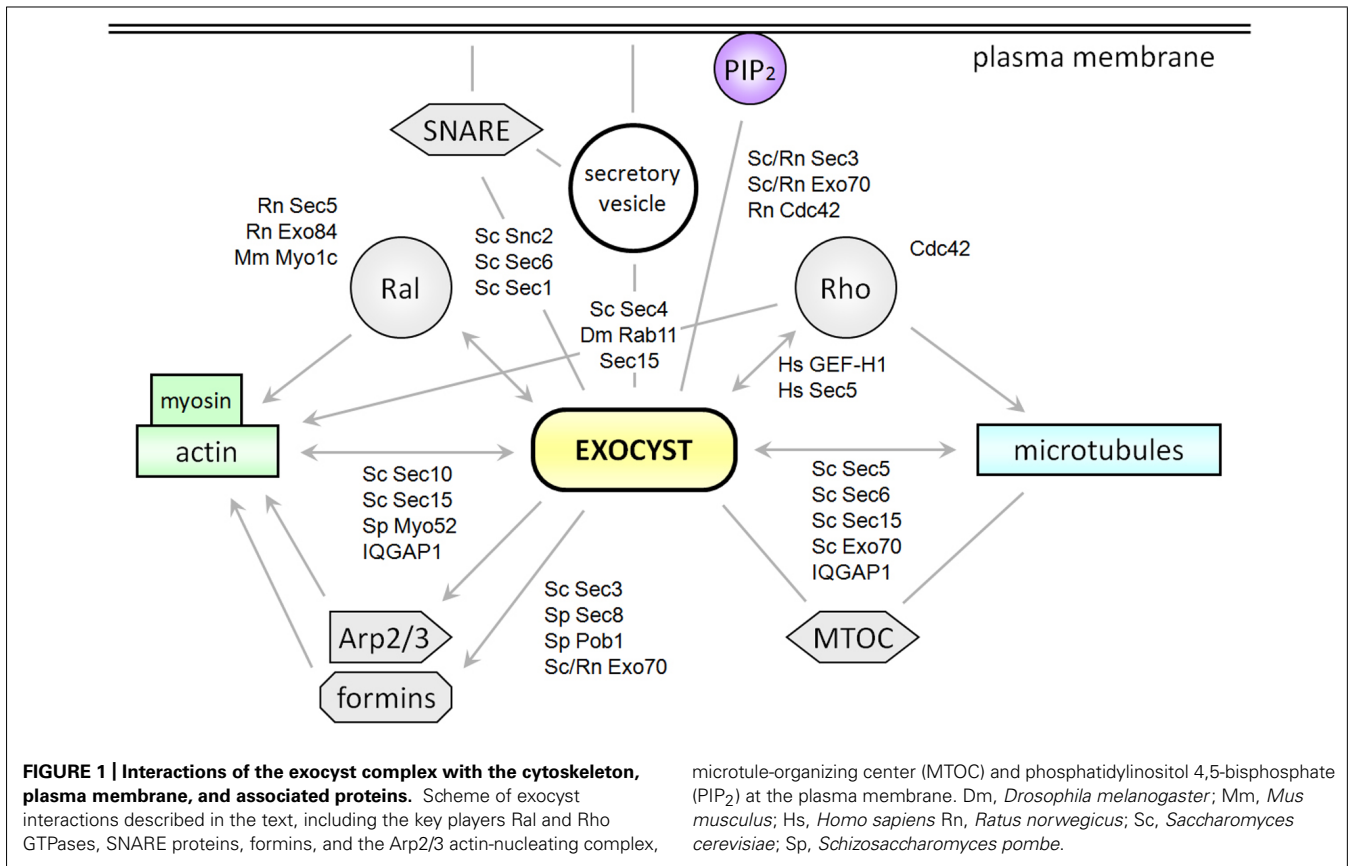 plasma membrane
PIP2
SNARE
secretory
vesicle
Sc/Rn Sec3
Sc/Rn Exo70
Rn Cdc42
Rn Sec5
Rn Exo84
Mm Myo1c
Ral
Sc Snc2
Sc Sec6
Sc Sec1
Rho
Cdc42
Sc Sec4
Dm Rab11
Sec15
Hs GEF-H1
Hs Sec5
myosin
actin
EXOCYST
microtubules
Sc Sec10
Sc Sec15
Sp Myo52
IQGAP1
Sc Sec5
Sc Sec6
Sc Sec15
Sc Exo70
IQGAP1
Sc Sec3
Sp Sec8
Sp Pob1
Sc/Rn Exo70
Arp2/3
formins
MTOC
FIGURE 1 | Interactions of the exocyst complex with the cytoskeleton,
plasma membrane, and associated proteins. Scheme of exocyst
interactions described in the text, including the key players Ral and Rho
GTPases, SNARE proteins, formins, and the Arp2/3 actin-nucleating complex,
microtule-organizing center (MTOC) and phosphatidylinositol 4,5-bisphosphate
(PIP2) at the plasma membrane. Dm, Drosophila melanogaster; Mm, Mus
musculus; Hs, Homo sapiens Rn, Ratus norwegicus; Sc, Saccharomyces
cerevisiae; Sp, Schizosaccharomyces pombe.